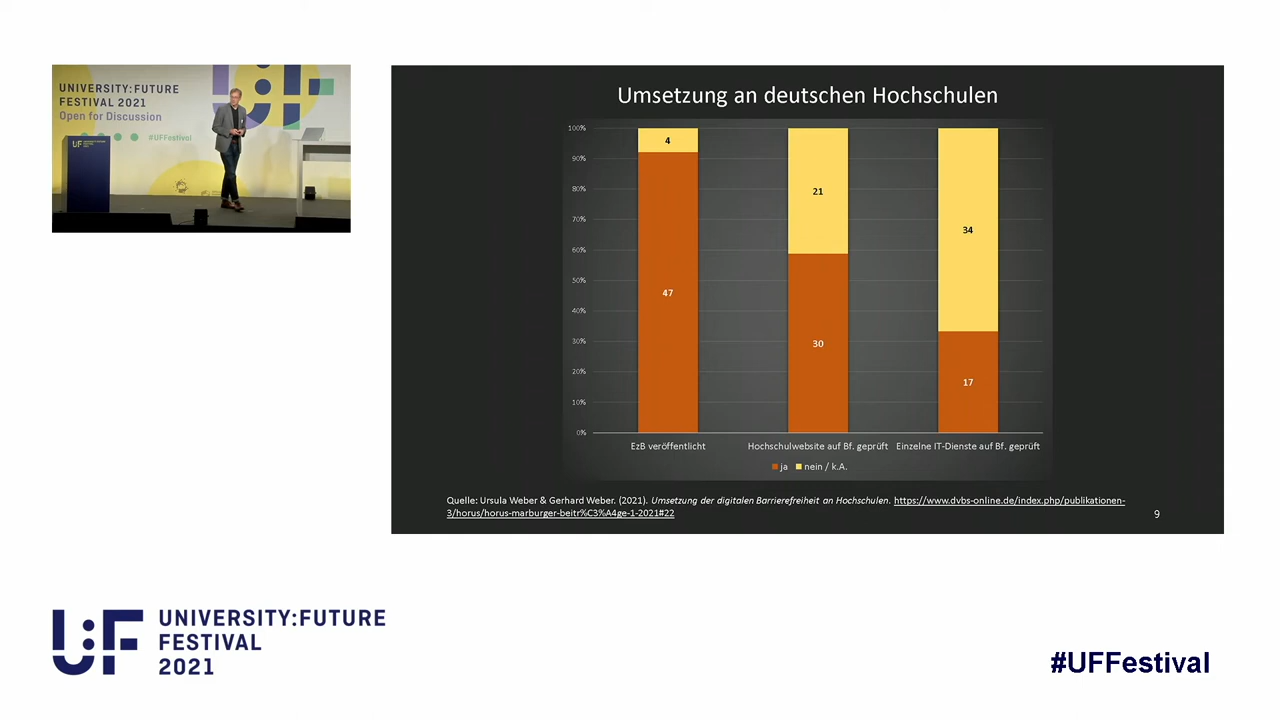 UNIVERSITY:FUTURE
FESTIVAL 2021
Open for Discussion
#UFFestival
UF
Umsetzung an deutschen Hochschulen
100%
90%
80%
70%
60%
50%
40%
30%
20%
10%
0%
4
47
21
30
34
17
EzB veröffentlicht
Hochschulwebsite auf Bf. geprüft
Einzelne IT-Dienste auf Bf. geprüft
ja
nein / k.A.
Quelle: Ursula Weber & Gerhard Weber. (2021). Umsetzung der digitalen Barrierefreiheit an Hochschulen. https://www.dvbs-online.de/index.php/publikationen-
3/horus/horus-marburger-beitr%C3%A4ge-1-2021#22
9
U:F
UNIVERSITY:FUTURE
FESTIVAL
2021
#UFFestival